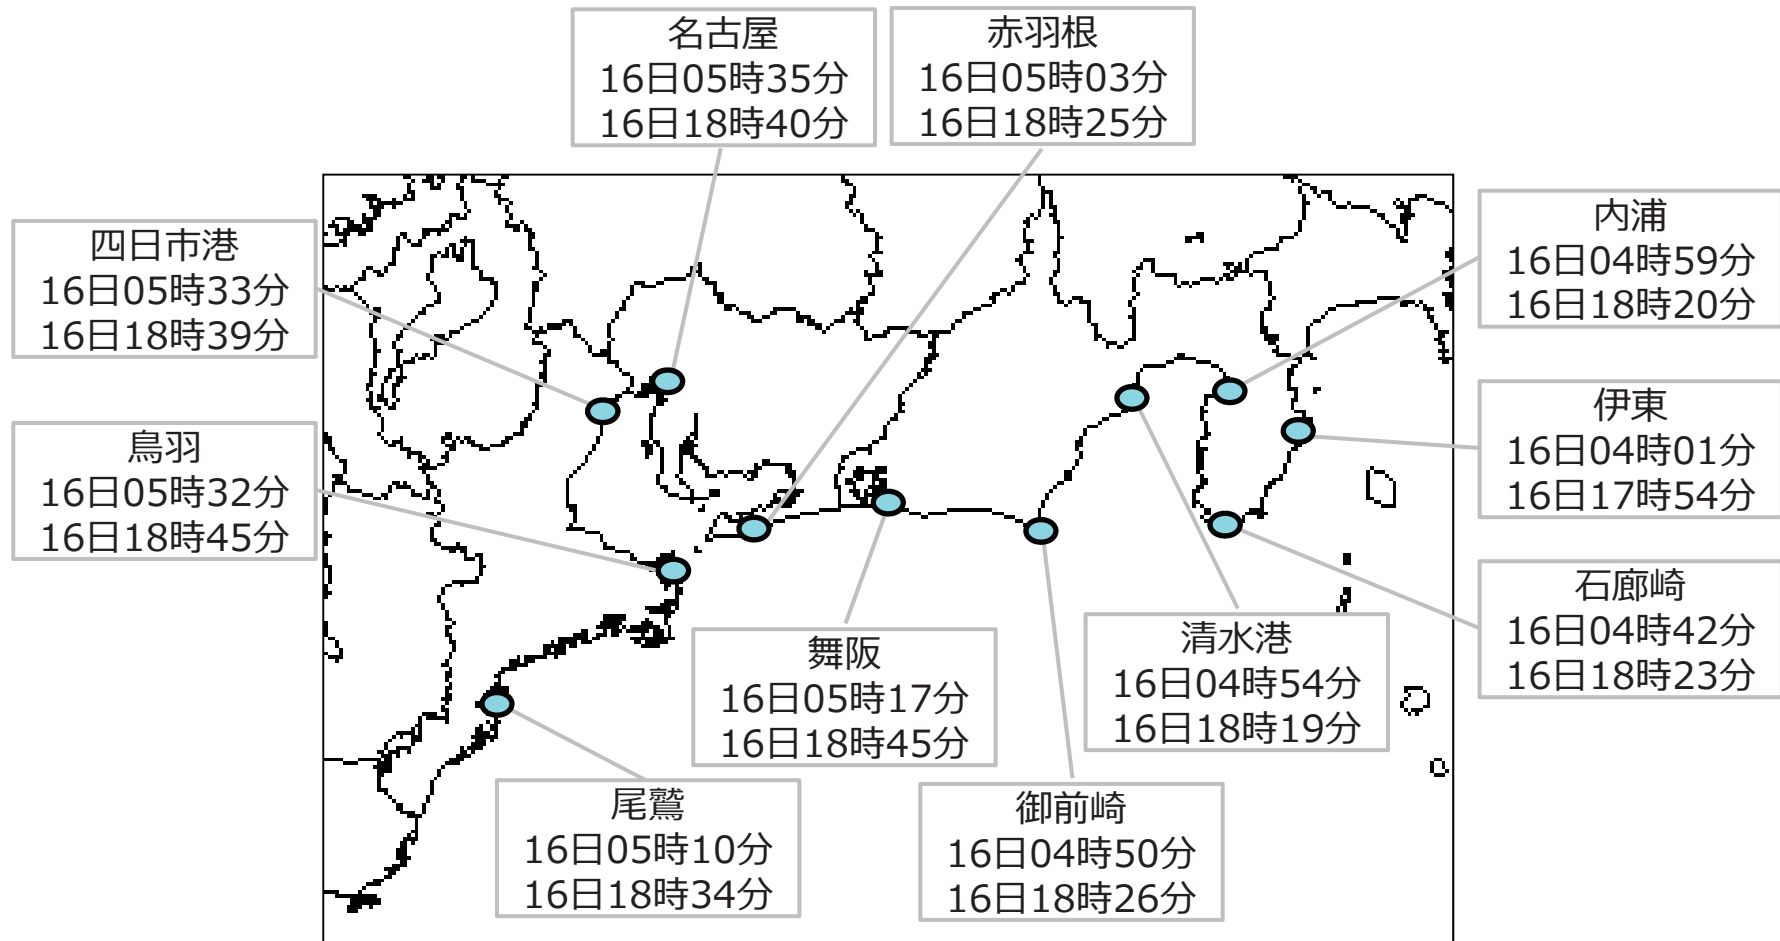 名古屋
16日05時35分
16日18時40分
赤羽根
16日05時03分
16日18時25分
内浦
16日04時59分
16日18時20分
四日市港
16日05時33分
16日18時39分
伊東
16日04時01分
16日17時54分
鳥羽
16日05時32分
16日18時45分
石廊崎
16日04時42分
16日18時23分
清水港
16日04時54分
16日18時19分
舞阪
16日05時17分
16日18時45分
尾鷲
16日05時10分
16日18時34分
御前崎
16日04時50分
16日18時26分